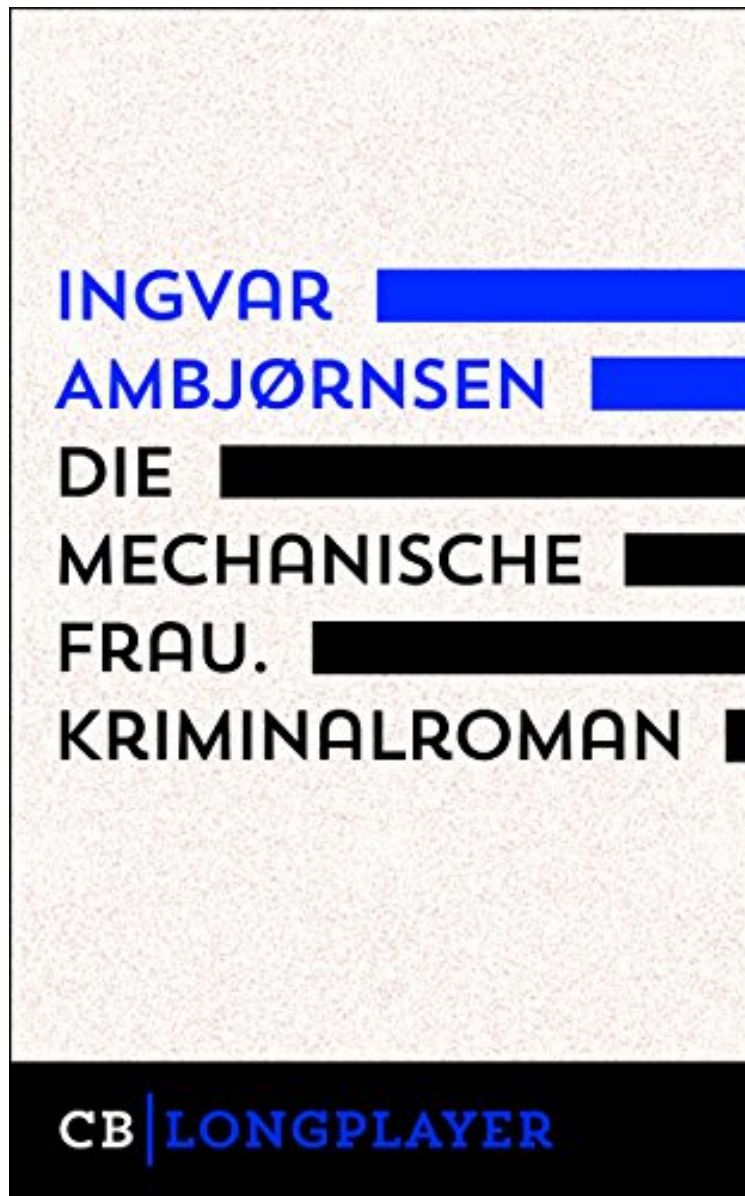 INGVAR
AMBJØRNSEN
DIE
MECHANISCHE
FRAU.
KRIMINALROMAN
CB|LONGPLAYER